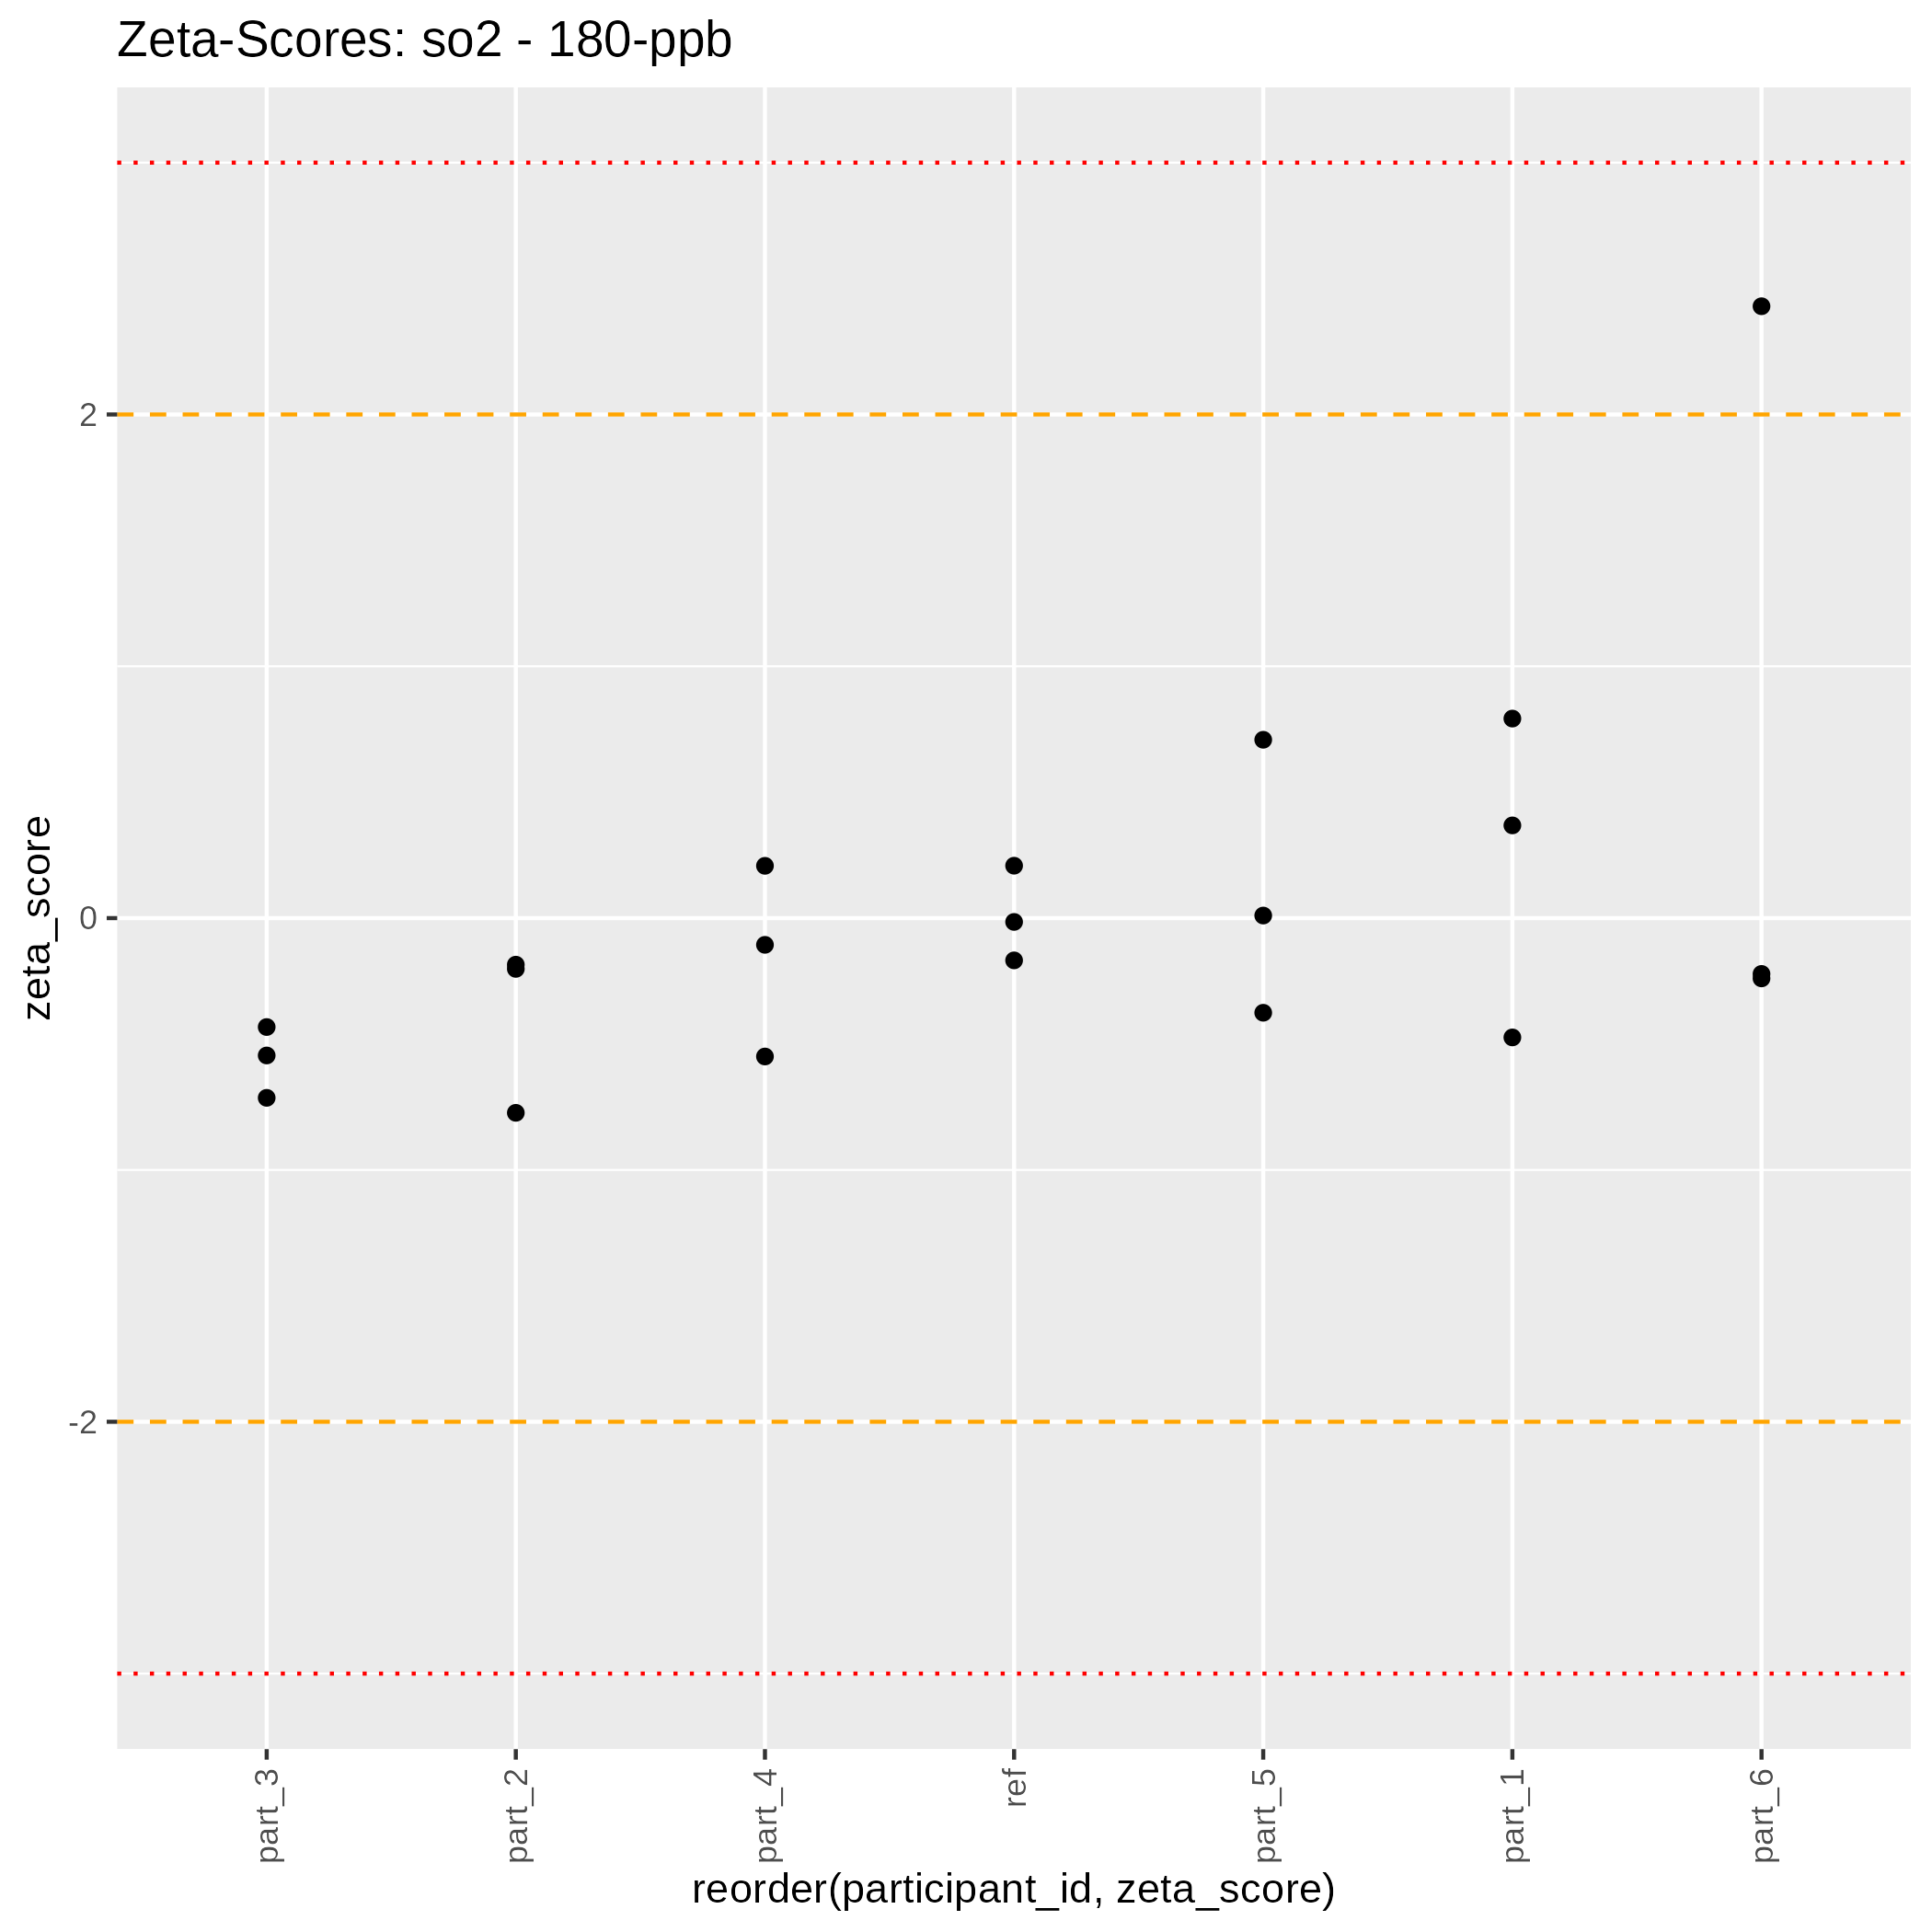 Zeta-Scores: so2 - 180-ppb
zeta_score
2
0
-2
part_3
part_2
part_4
ref
part_5
part_1
part_6
reorder(participant_id, zeta_score)